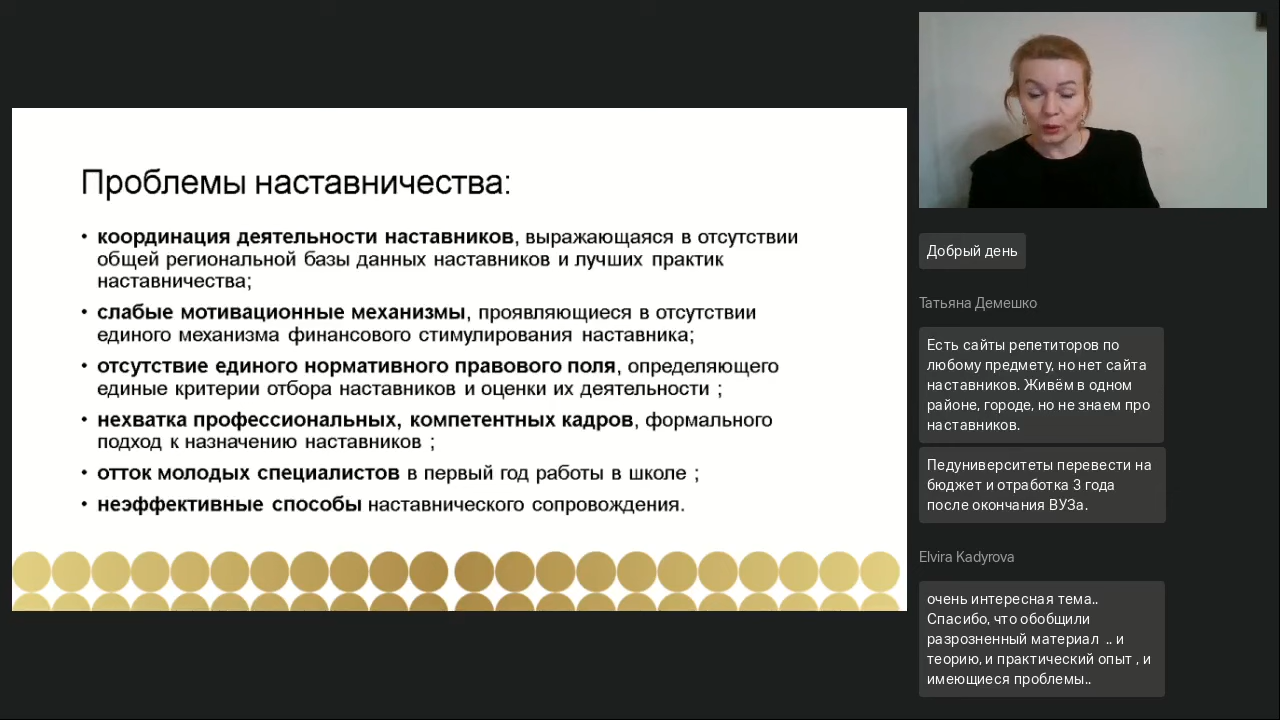 Проблемы наставничества:
• координация деятельности наставников, выражающаяся в отсутствии
общей региональной базы данных наставников и лучших практик
наставничества;
• слабые мотивационные механизмы, проявляющиеся в отсутствии
единого механизма финансового стимулирования наставника;
• отсутствие единого нормативного правового поля, определяющего
единые критерии отбора наставников и оценки их деятельности ;
• нехватка профессиональных, компетентных кадров, формального
подход к назначению наставников ;
• отток молодых специалистов в первый год работы в школе ;
• неэффективные способы наставнического сопровождения.
Добрый день
Татьяна Демешко
Есть сайты репетиторов по
любому предмету, но нет сайта
наставников. Живём в одном
районе, городе, но не знаем про
наставников.
Педуниверситеты перевести на
бюджет и отработка 3 года
после окончания ВУЗа.
Elvira Kadyrova
очень интересная тема..
Спасибо, что обобщили
разрозненный материал .. и
теорию, и практический опыт , и
имеющиеся проблемы..